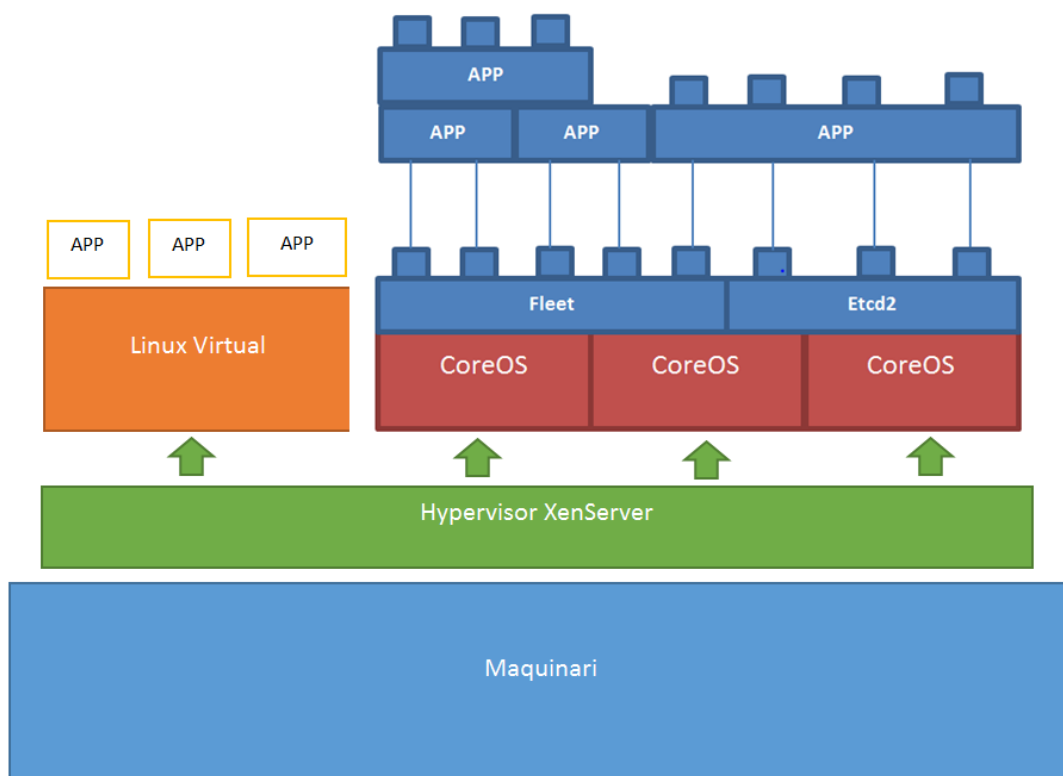 APP
APP
APP
APP
APP
APP
APP
Fleet
Etcd2
Linux Virtual
CoreOS
CoreOS
CoreOS
Hypervisor XenServer
Maquinari